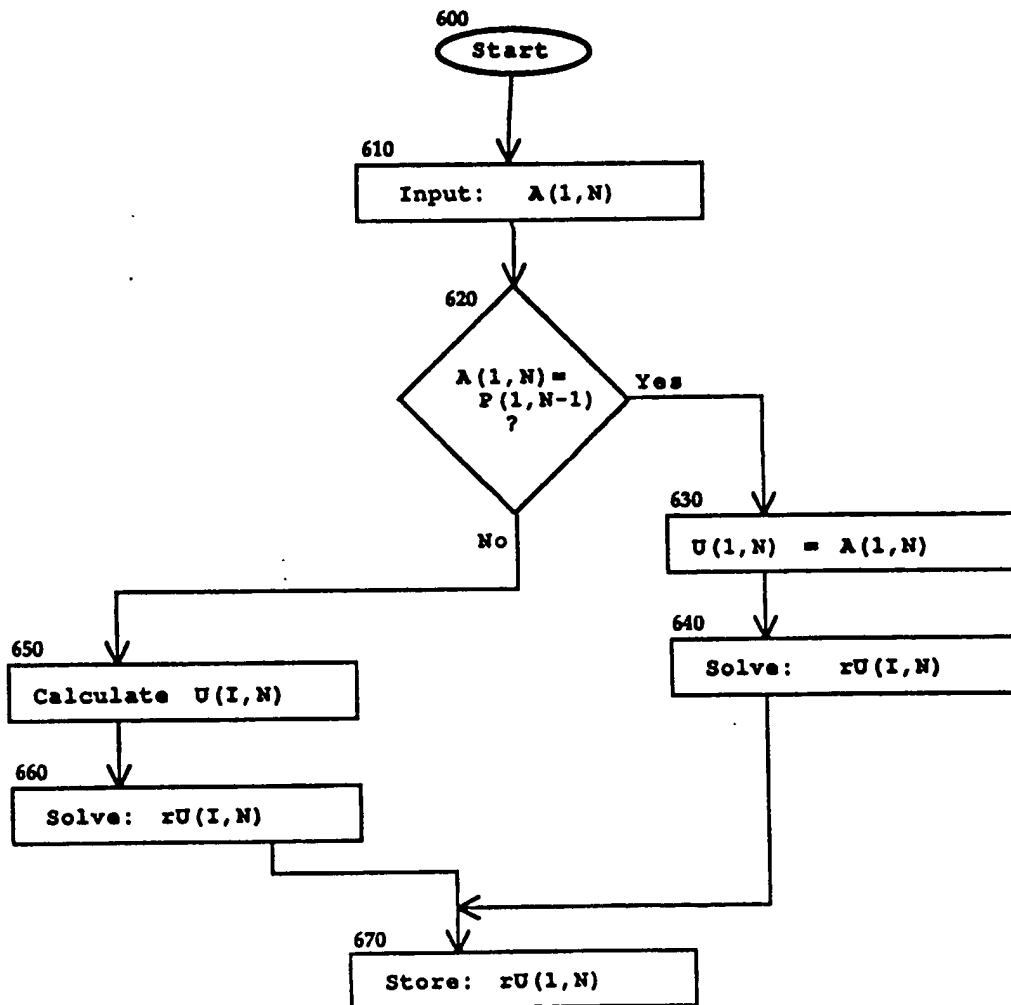 600
Start
610
Input: A(1,N)
620
A(1,N)=
P(1,N-1)
?
Yes
No
630
U(1,N) = A(1,N)
640
Solve: rU(I,N)
650
Calculate U(I,N)
660
Solve: rU(I,N)
670
Store: rU(1,N)